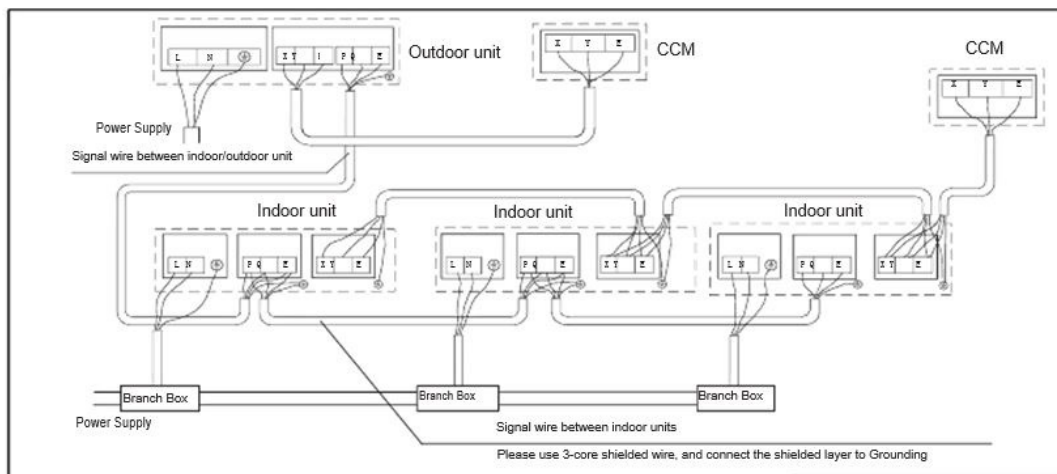 L N
X Y I P Q E
Outdoor unit
X Y E
CCM
CCM
X Y E
Power Supply
Signal wire between indoor/outdoor unit
Indoor unit
Indoor unit
Indoor unit
L N
P Q E
X Y E
L N
P Q E
X Y E
L N
P Q E
X Y E
Branch Box
Branch Box
Branch Box
Power Supply
Signal wire between indoor units
Please use 3-core shielded wire, and connect the shielded layer to Grounding